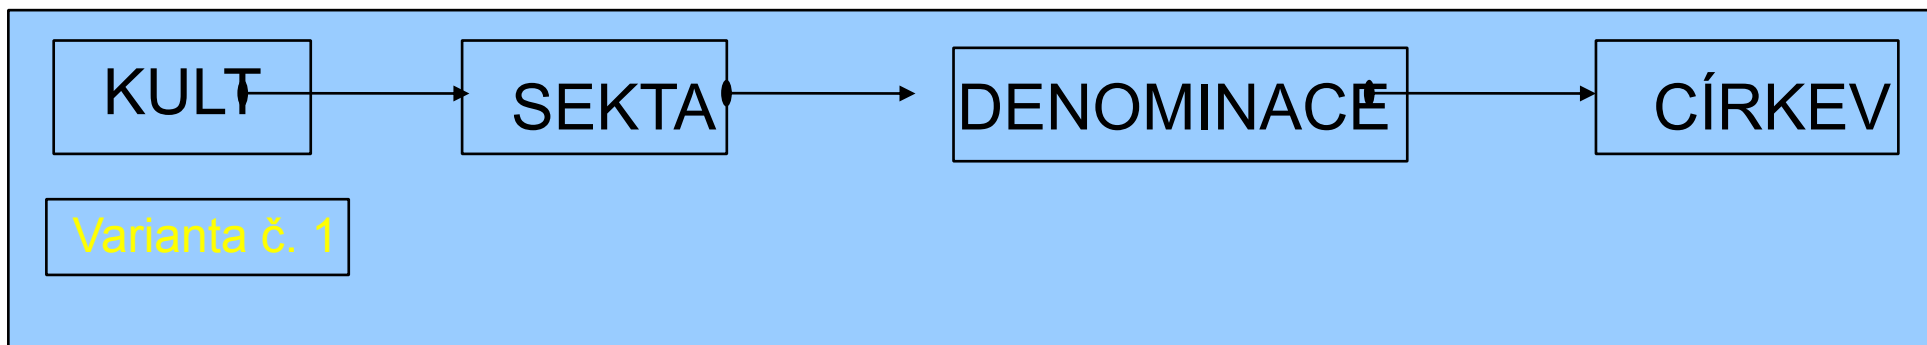 KULT SEKTA DENOMINACE CÍRKEV
Varianta č. 1